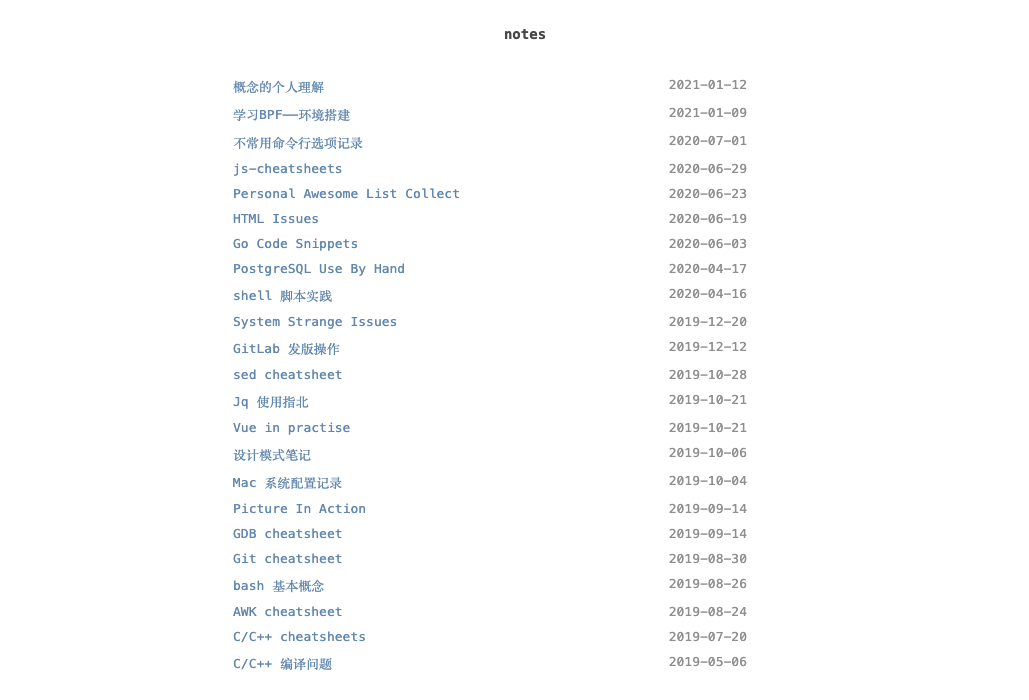 notes
概念的个人理解 2021-01-12
学习BPF——环境搭建 2021-01-09
不常用命令行选项记录 2020-07-01
js-cheatsheets 2020-06-29
Personal Awesome List Collect 2020-06-23
HTML Issues 2020-06-19
Go Code Snippets 2020-06-03
PostgreSQL Use By Hand 2020-04-17
shell 脚本实践 2020-04-16
System Strange Issues 2019-12-20
GitLab 发版操作 2019-12-12
sed cheatsheet 2019-10-28
Jq 使用指北 2019-10-21
Vue in practise 2019-10-21
设计模式笔记 2019-10-06
Mac 系统配置记录 2019-10-04
Picture In Action 2019-09-14
GDB cheatsheet 2019-09-14
Git cheatsheet 2019-08-30
bash 基本概念 2019-08-26
AWK cheatsheet 2019-08-24
C/C++ cheatsheets 2019-07-20
C/C++ 编译问题 2019-05-06